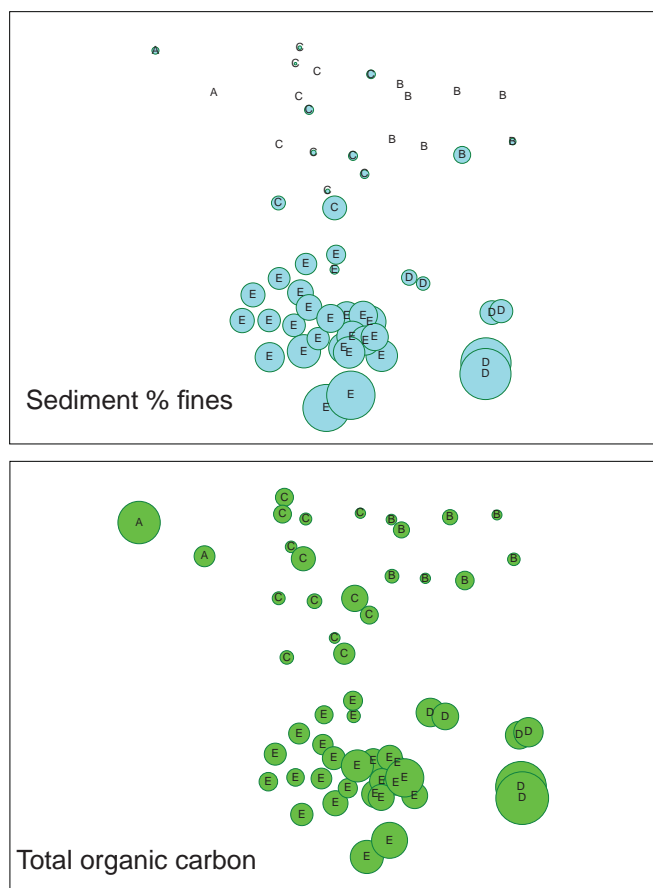 A C
C
C C
B
A C B B B
C
C B B B
C C B
C
C
C C
E
E E
E D D
E E
E D D
E E E E E E E
E E E E
E E E E E D
D
E
Sediment % fines
E
C
C C C B B B
A B
C
A C B
B B B
C C C
C
C
C C
E
E E D D
E D D
E
E E E E E
E E
E E E E E E D
E E E E D
E
E
E
Total organic carbon